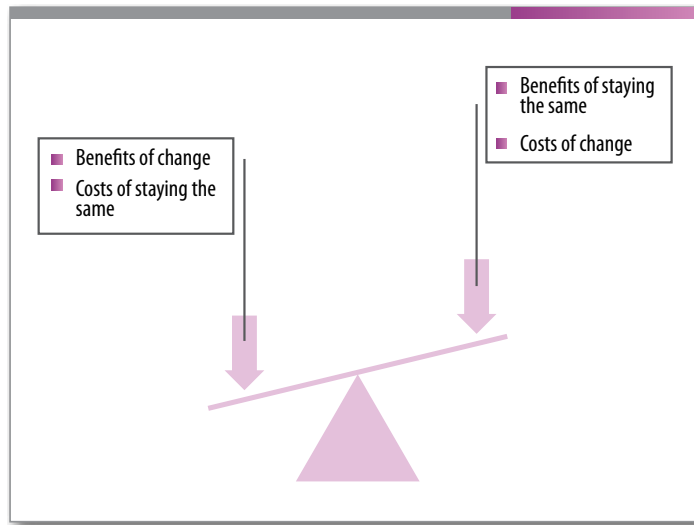 Benefits of change
Costs of staying the
same
Benefits of staying
the same
Costs of change